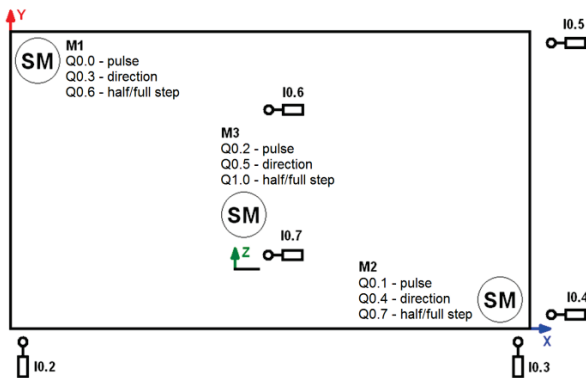 Y
I0.5
SM
M1
Q0.0 - pulse
Q0.3 - direction
Q0.6 - half/full step
I0.6
M3
Q0.2 - pulse
Q0.5 - direction
Q1.0 - half/full step
SM
Z
I0.7
M2
Q0.1 - pulse
Q0.4 - direction
Q0.7 - half/full step
SM
I0.4
X
I0.2
I0.3